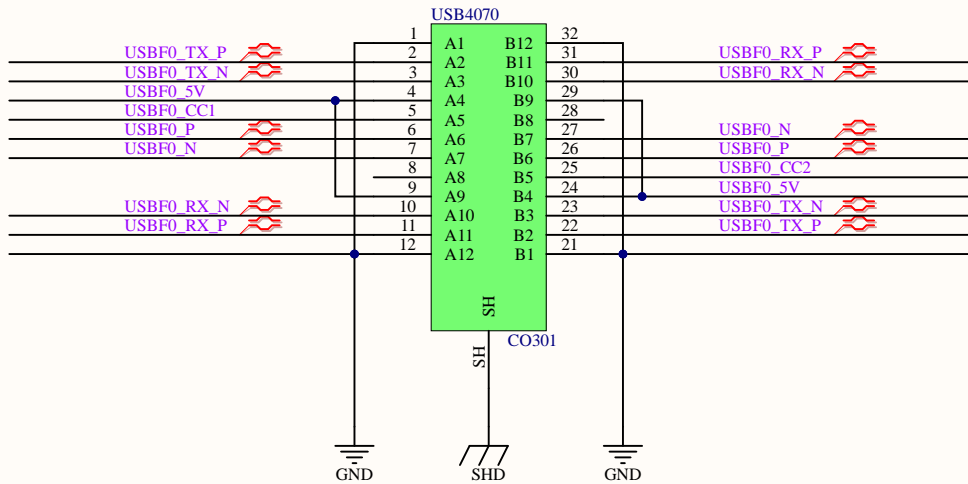 USB4070
1 A1 B12 32
USBF0_TX_P 2 A2 B11 31 USBF0_RX_P
USBF0_TX_N 3 A3 B10 30 USBF0_RX_N
USBF0_5V 4 A4 B9 29
USBF0_CC1 5 A5 B8 28
USBF0_P 6 A6 B7 27 USBF0_N
USBF0_N 7 A7 B6 26 USBF0_P
8 A8 B5 25 USBF0_CC2
9 A9 B4 24 USBF0_5V
USBF0_RX_N 10 A10 B3 23 USBF0_TX_N
USBF0_RX_P 11 A11 B2 22 USBF0_TX_P
12 A12 B1 21
SH
CO301
SH
GND SHD GND